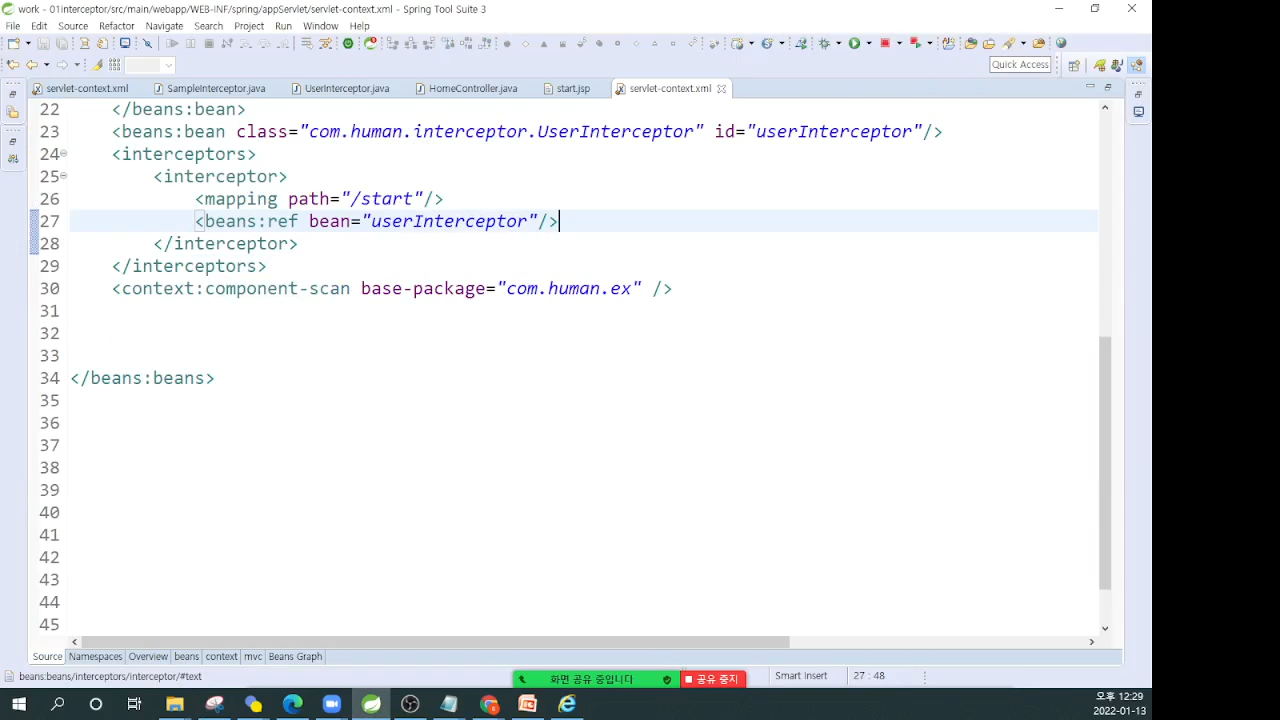 work - 01interceptor/src/main/webapp/WEB-INF/spring/appServlet/servlet-context.xml - Spring Tool Suite 3
File Edit Source Refactor Navigate Search Project Run Window Help
Quick Access
servlet-context.xml SampleInterceptor.java UserInterceptor.java HomeController.java start.jsp servlet-context.xml
22 </beans:bean>
23 <beans:bean class="com.human.interceptor.UserInterceptor" id="userInterceptor"/>
24 <interceptors>
25 <interceptor>
26 <mapping path="/start"/>
27 <beans:ref bean="userInterceptor"/>
28 </interceptor>
29 </interceptors>
30 <context:component-scan base-package="com.human.ex" />
31
32
33
34 </beans:beans>
35
36
37
38
39
40
41
42
43
44
45
Source Namespaces Overview beans context mvc Beans Graph
beans:beans/interceptors/interceptor/#text
화면 공유 중입니다 공유 중지
Smart Insert 27 : 48
오후 12:29
2022-01-13